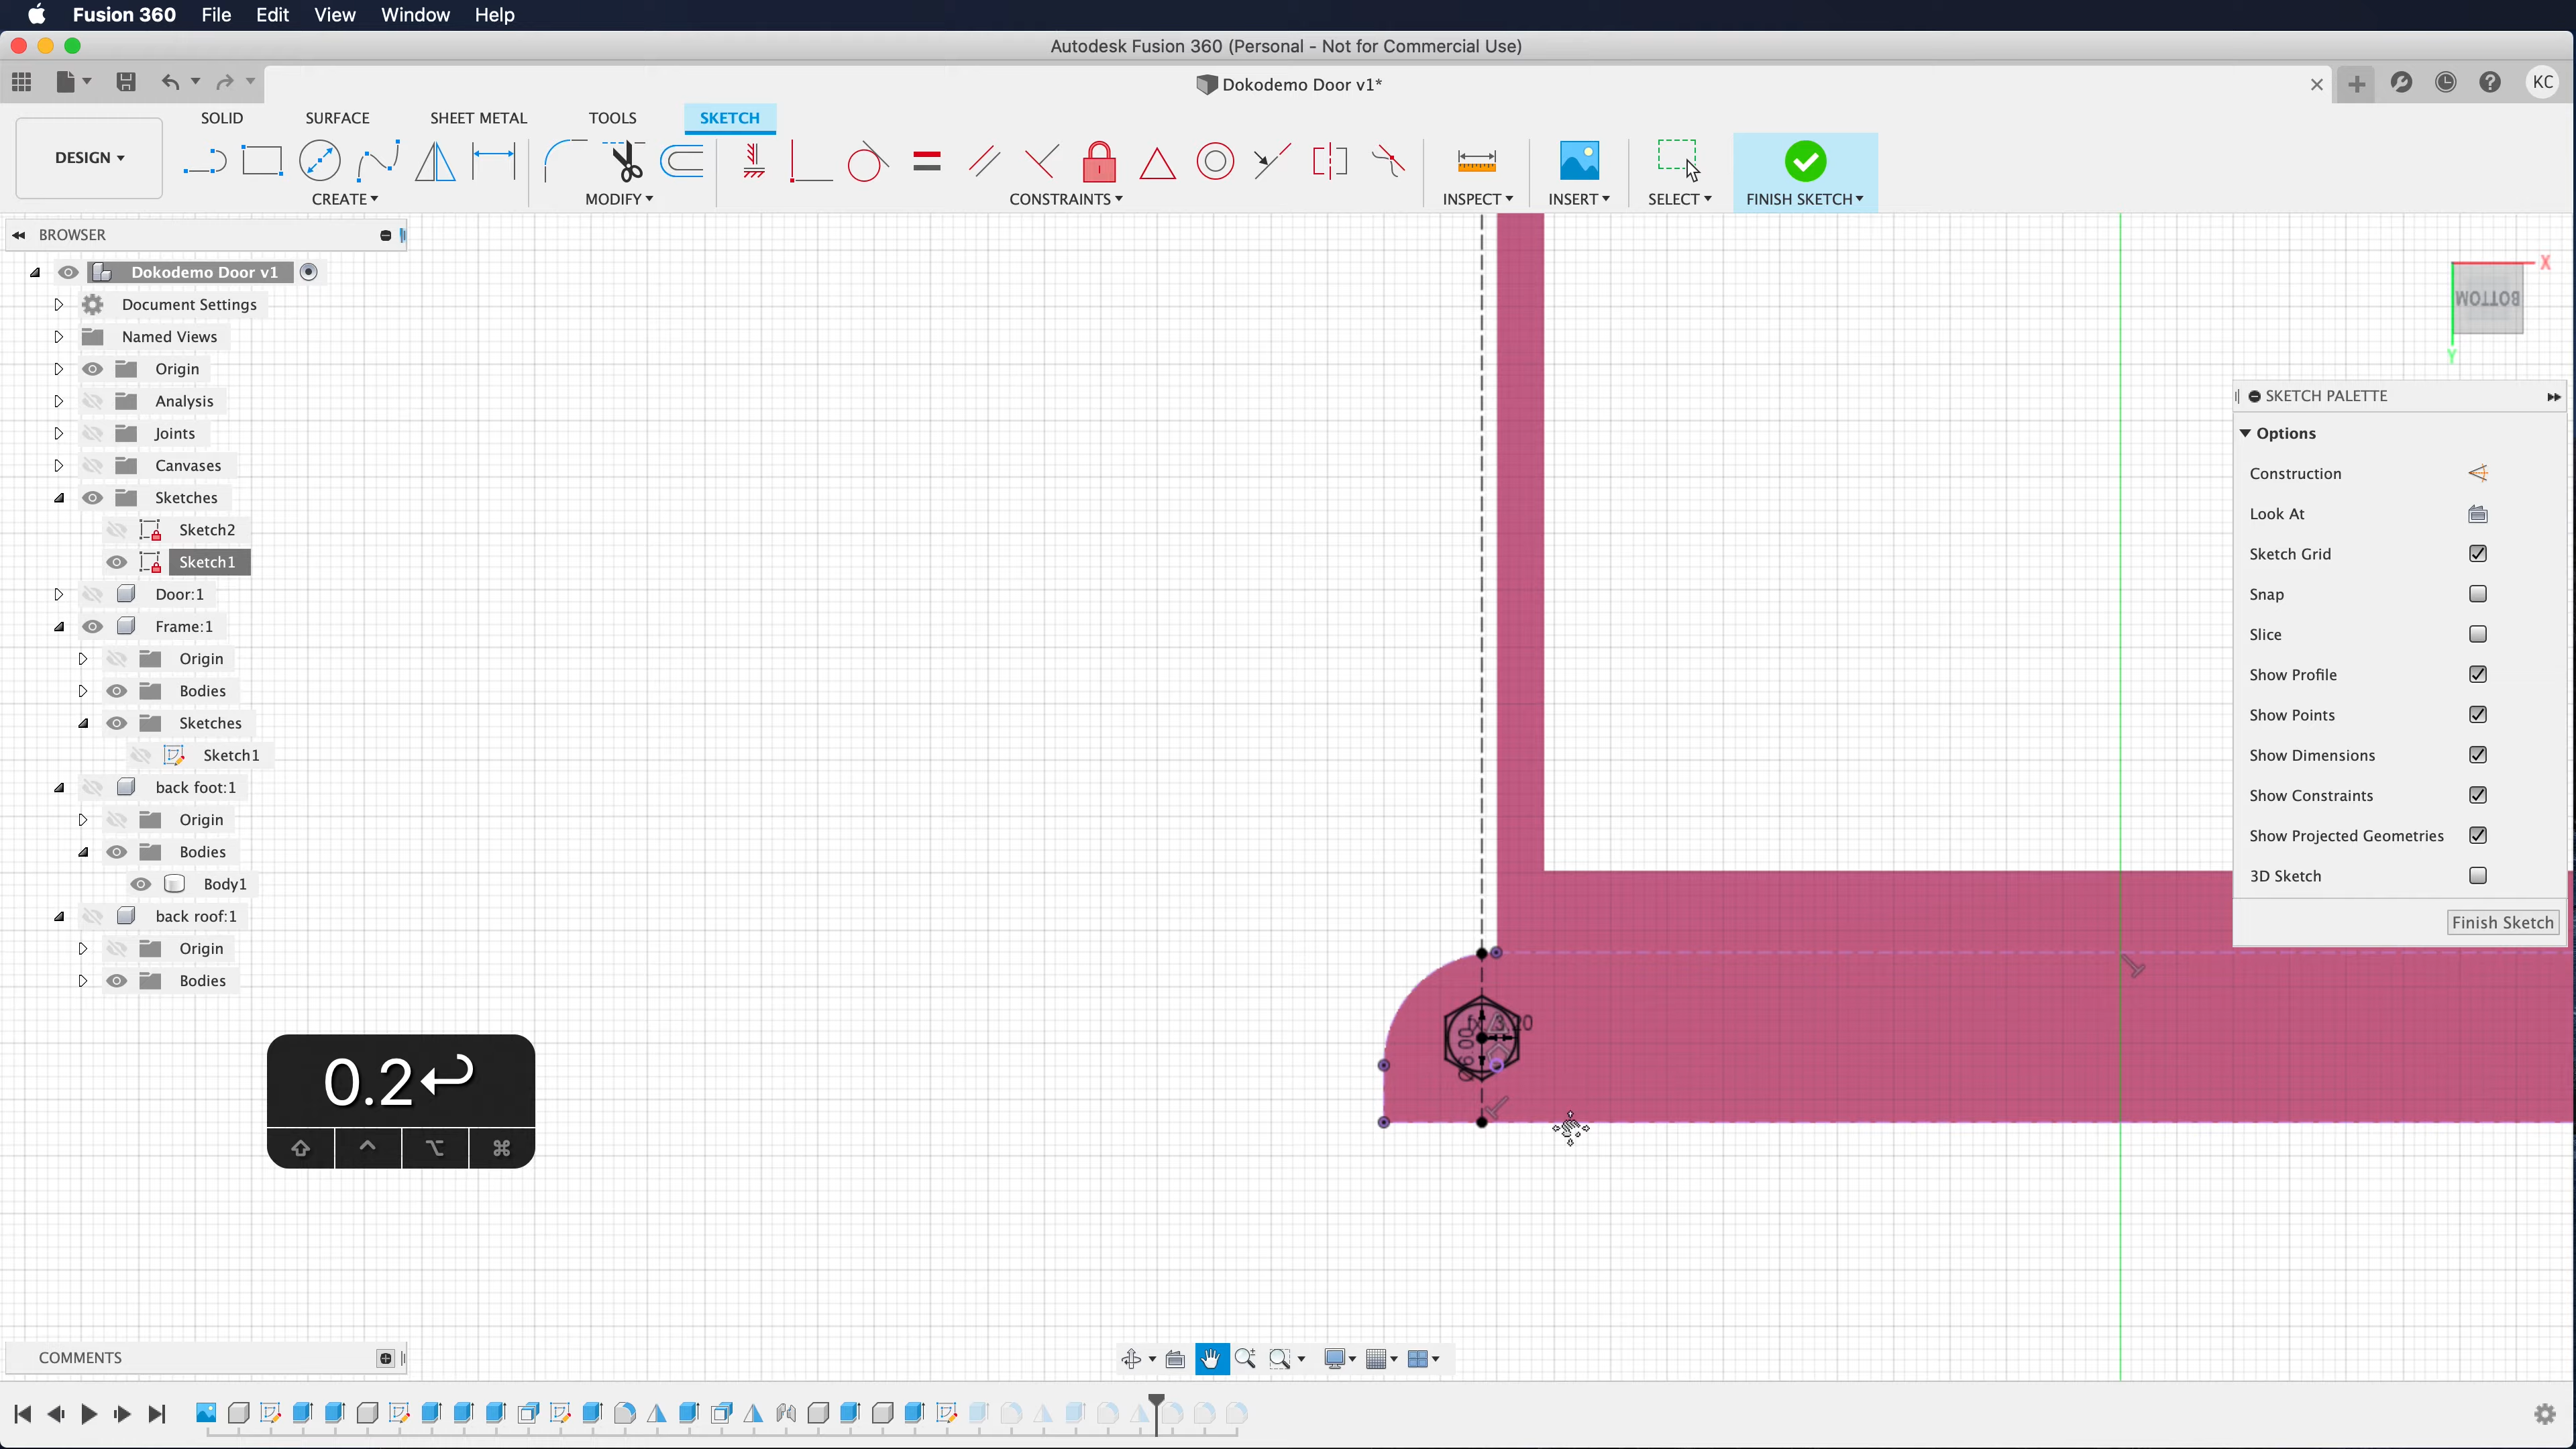 Fusion 360 File Edit View Window Help
Autodesk Fusion 360 (Personal - Not for Commercial Use)
Dokodemo Door v1*
KC
SOLID SURFACE SHEET METAL TOOLS SKETCH
DESIGN
CREATE MODIFY CONSTRAINTS INSPECT INSERT SELECT FINISH SKETCH
BROWSER
Dokodemo Door v1
Document Settings
Named Views
Origin
Analysis
Joints
Canvases
Sketches
Sketch2
Sketch1
Door:1
Frame:1
Origin
Bodies
Sketches
Sketch1
back foot:1
Origin
Bodies
Body1
back roof:1
Origin
Bodies
X
BOTTOM
Y
SKETCH PALETTE
Options
Construction
Look At
Sketch Grid
Snap
Slice
Show Profile
Show Points
Show Dimensions
Show Constraints
Show Projected Geometries
3D Sketch
Finish Sketch
Ø6.00
0.2
COMMENTS